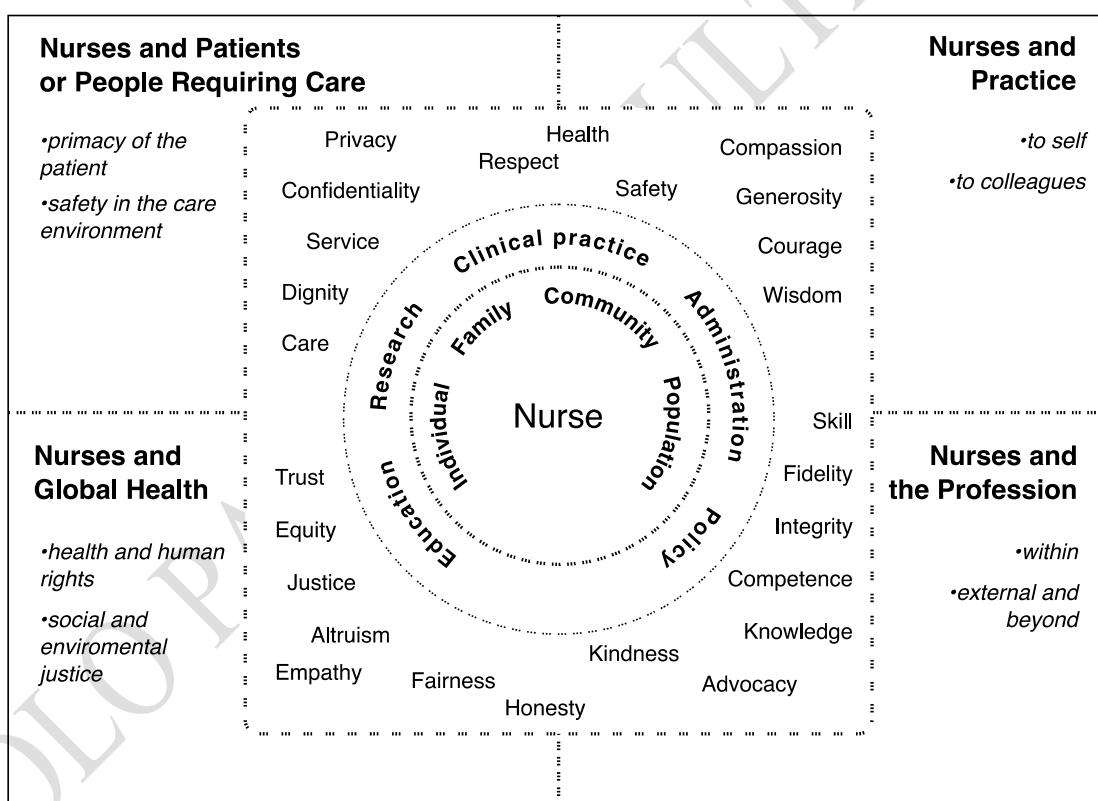 Nurses and Patients
or People Requiring Care
•primacy of the
patient
•safety in the care
environment
Nurses and
Practice
•to self
•to colleagues
Privacy
Health
Respect
Compassion
Confidentiality
Safety
Generosity
Service
Courage
Dignity
Wisdom
Care
Clinical practice
Research
Administration
Education
Policy
Family
Community
Individual
Population
Nurse
Nurses and
Global Health
•health and human
rights
•social and
enviromental
justice
Skill
Trust
Fidelity
Equity
Integrity
Justice
Competence
Altruism
Knowledge
Empathy
Fairness
Kindness
Advocacy
Honesty
Nurses and
the Profession
•within
•external and
beyond